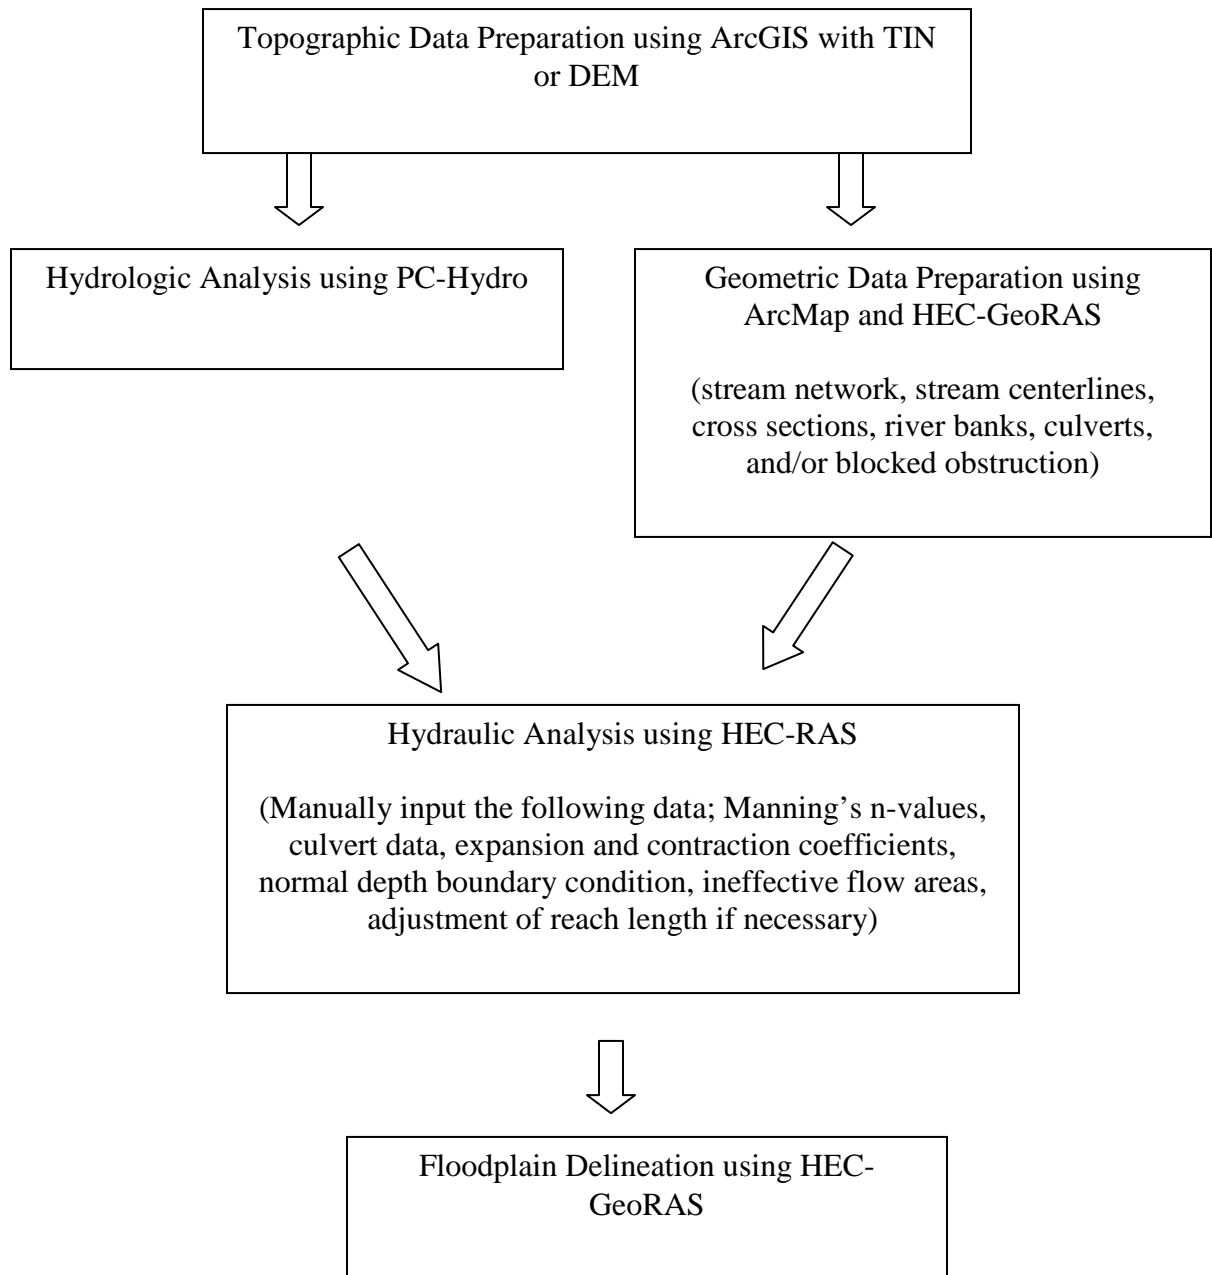 Topographic Data Preparation using ArcGIS with TIN
or DEM
Hydrologic Analysis using PC-Hydro
Geometric Data Preparation using
ArcMap and HEC-GeoRAS
(stream network, stream centerlines,
cross sections, river banks, culverts,
and/or blocked obstruction)
Hydraulic Analysis using HEC-RAS
(Manually input the following data; Manning’s n-values,
culvert data, expansion and contraction coefficients,
normal depth boundary condition, ineffective flow areas,
adjustment of reach length if necessary)
Floodplain Delineation using HEC-
GeoRAS